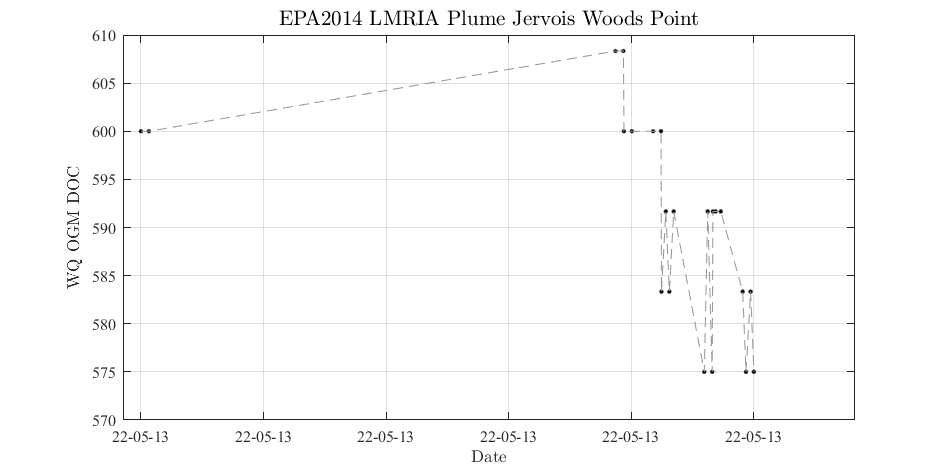 EPA2014 LMRIA Plume Jervois Woods Point
610
605
600
595
590
585
580
575
570
WQ OGM DOC
22-05-13 22-05-13 22-05-13 22-05-13 22-05-13 22-05-13
Date